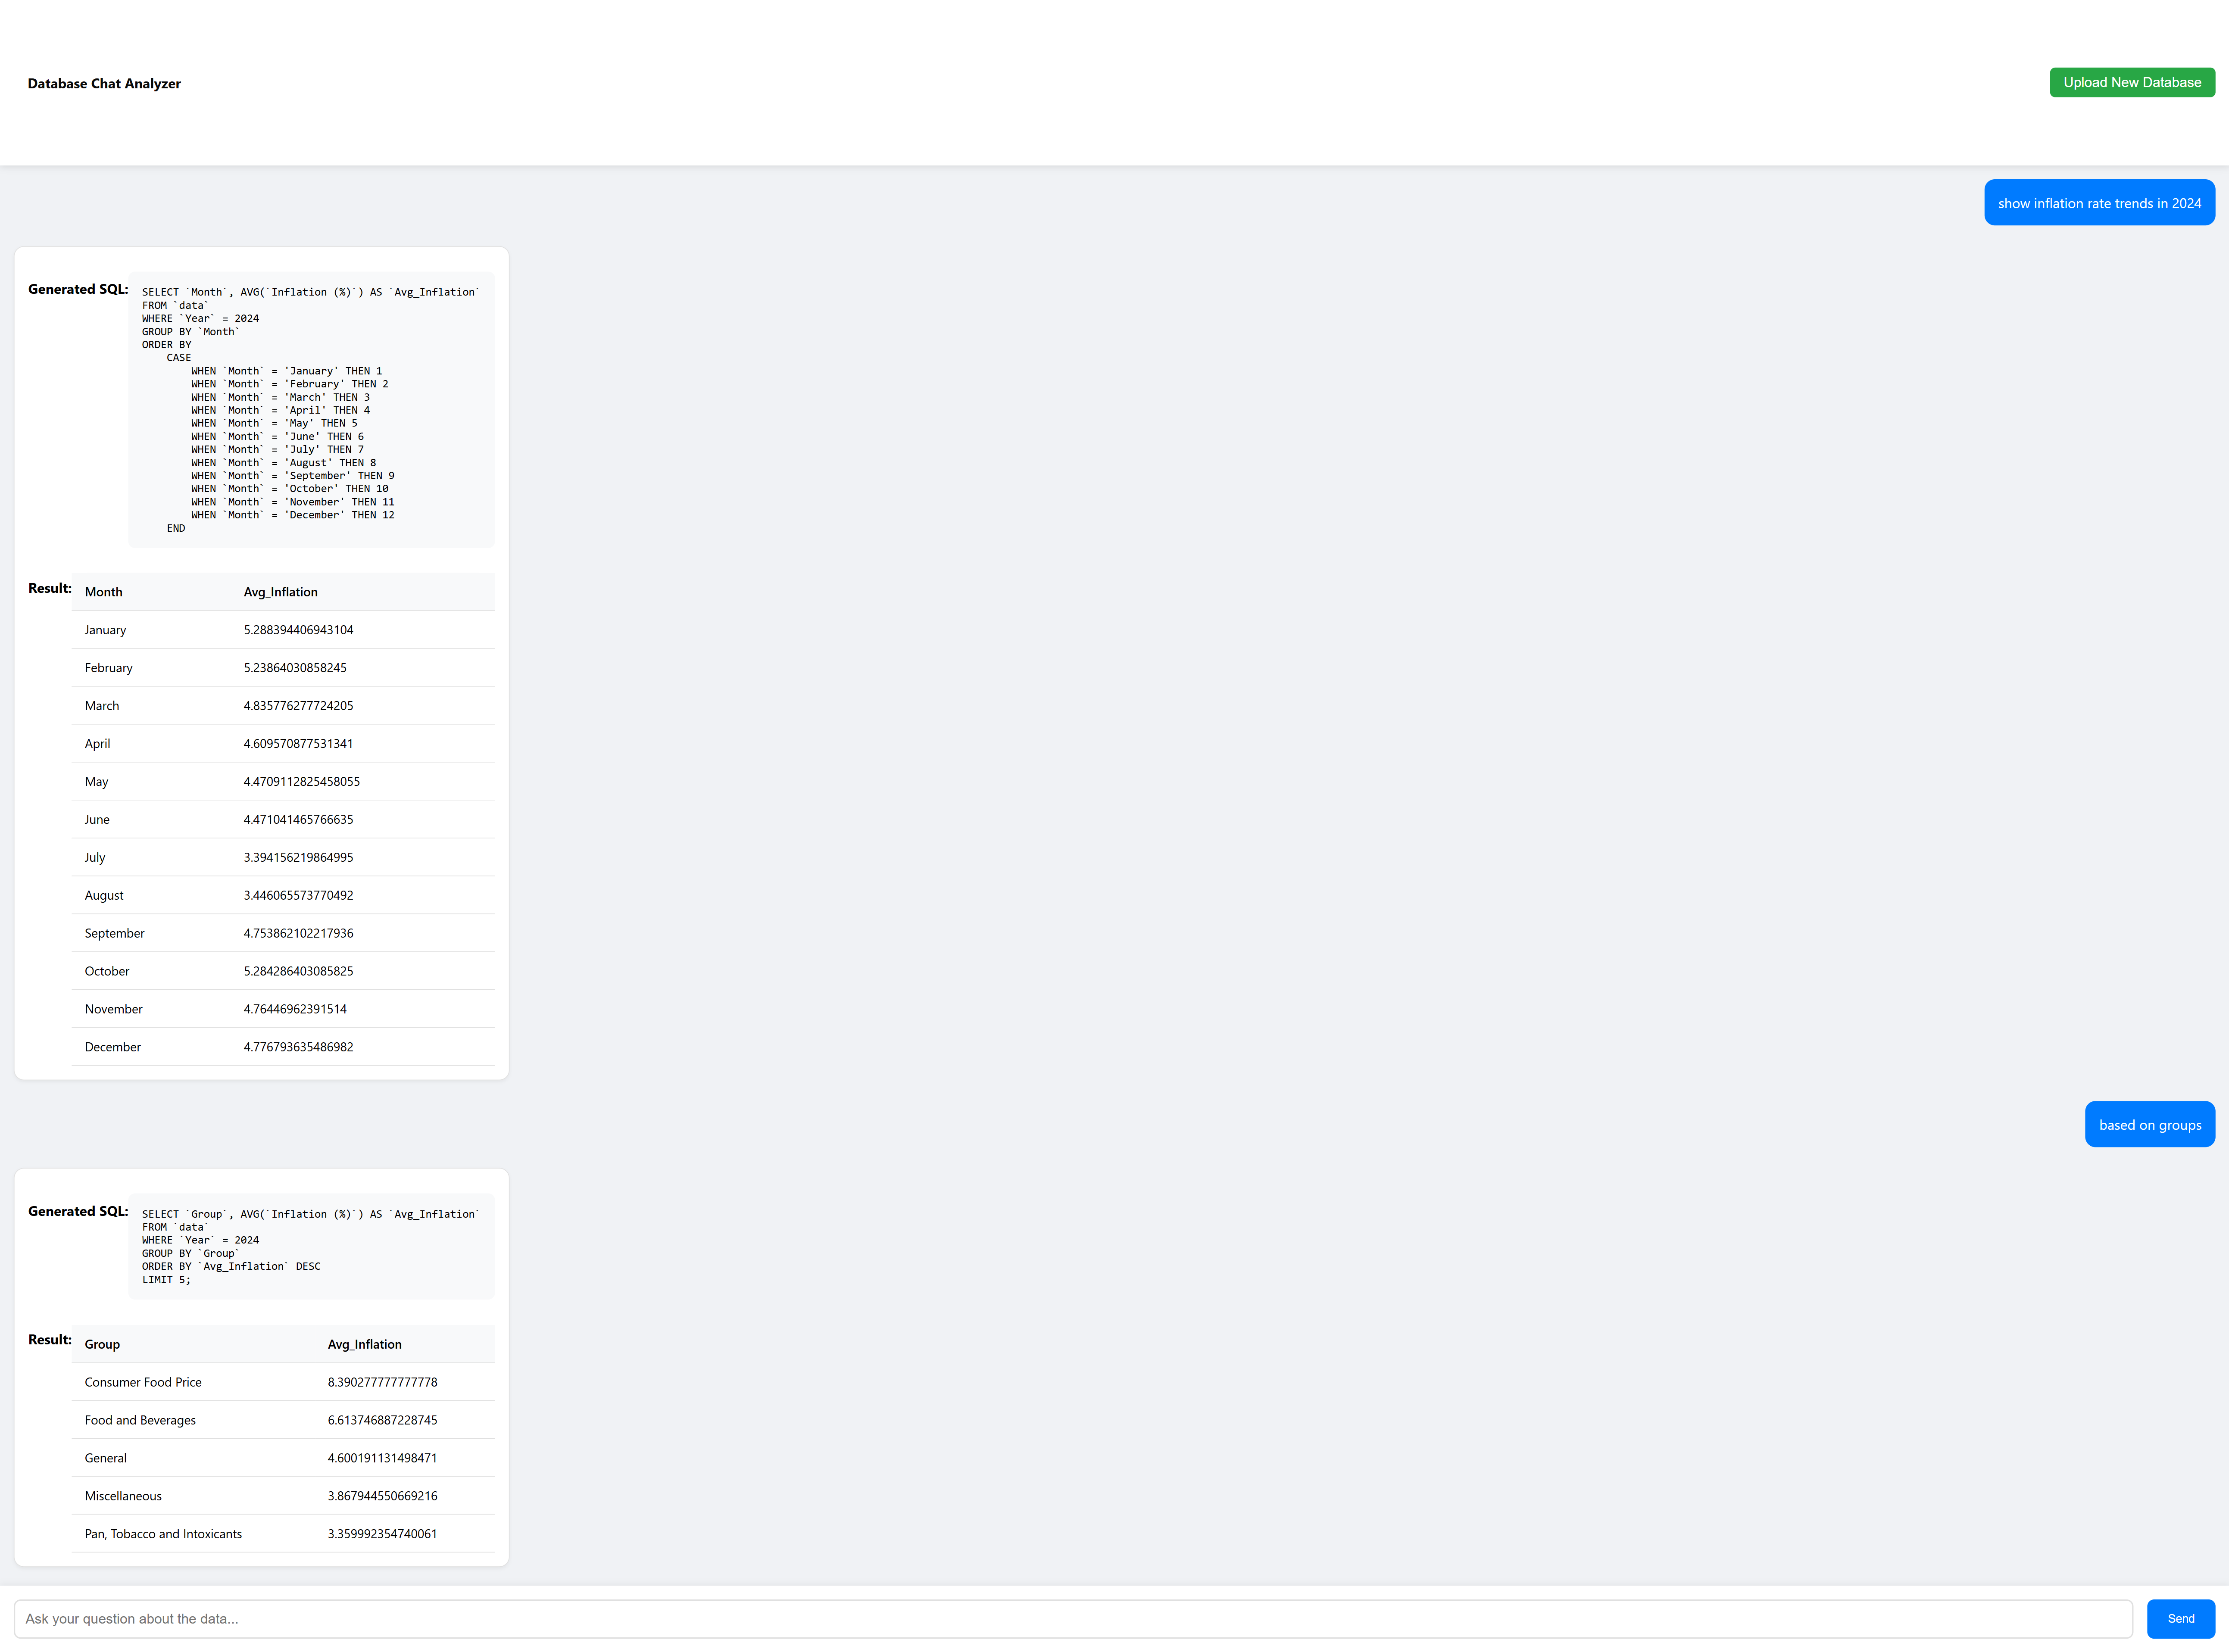 Database Chat Analyzer
Upload New Database
show inflation rate trends in 2024
Generated SQL:
SELECT `Month`, AVG(`Inflation (%)`) AS `Avg_Inflation`
FROM `data`
WHERE `Year` = 2024
GROUP BY `Month`
ORDER BY
    CASE
        WHEN `Month` = 'January' THEN 1
        WHEN `Month` = 'February' THEN 2
        WHEN `Month` = 'March' THEN 3
        WHEN `Month` = 'April' THEN 4
        WHEN `Month` = 'May' THEN 5
        WHEN `Month` = 'June' THEN 6
        WHEN `Month` = 'July' THEN 7
        WHEN `Month` = 'August' THEN 8
        WHEN `Month` = 'September' THEN 9
        WHEN `Month` = 'October' THEN 10
        WHEN `Month` = 'November' THEN 11
        WHEN `Month` = 'December' THEN 12
    END
Result:
Month Avg_Inflation
January 5.288394406943104
February 5.23864030858245
March 4.835776277724205
April 4.609570877531341
May 4.4709112825458055
June 4.471041465766635
July 3.394156219864995
August 3.446065573770492
September 4.753862102217936
October 5.284286403085825
November 4.76446962391514
December 4.776793635486982
based on groups
Generated SQL:
SELECT `Group`, AVG(`Inflation (%)`) AS `Avg_Inflation`
FROM `data`
WHERE `Year` = 2024
GROUP BY `Group`
ORDER BY `Avg_Inflation` DESC
LIMIT 5;
Result:
Group Avg_Inflation
Consumer Food Price 8.390277777777778
Food and Beverages 6.613746887228745
General 4.600191131498471
Miscellaneous 3.867944550669216
Pan, Tobacco and Intoxicants 3.359992354740061
Ask your question about the data...
Send